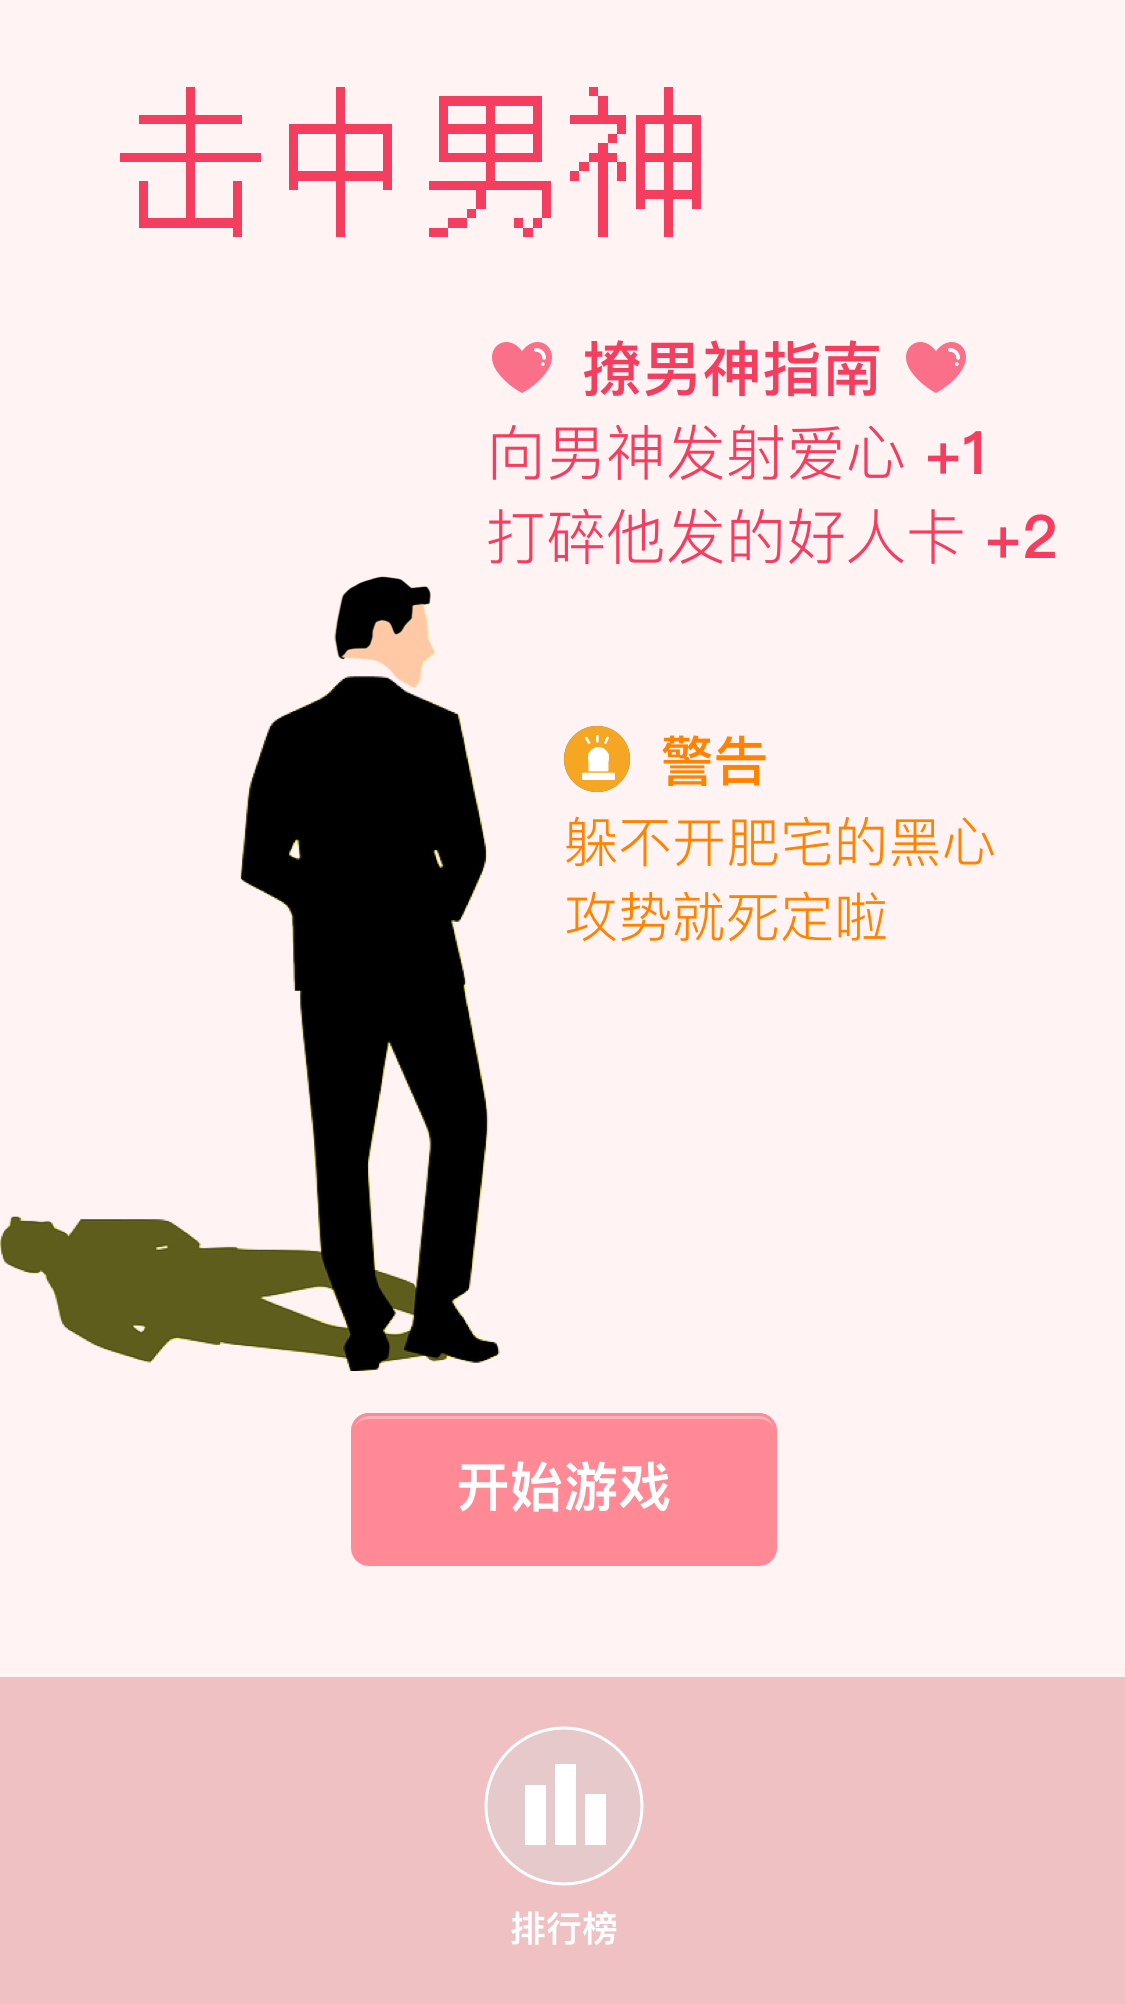 击中男神
撩男神指南
向男神发射爱心 +1
打碎他发的好人卡 +2
警告
躲不开肥宅的黑心
攻势就死定啦
开始游戏
排行榜